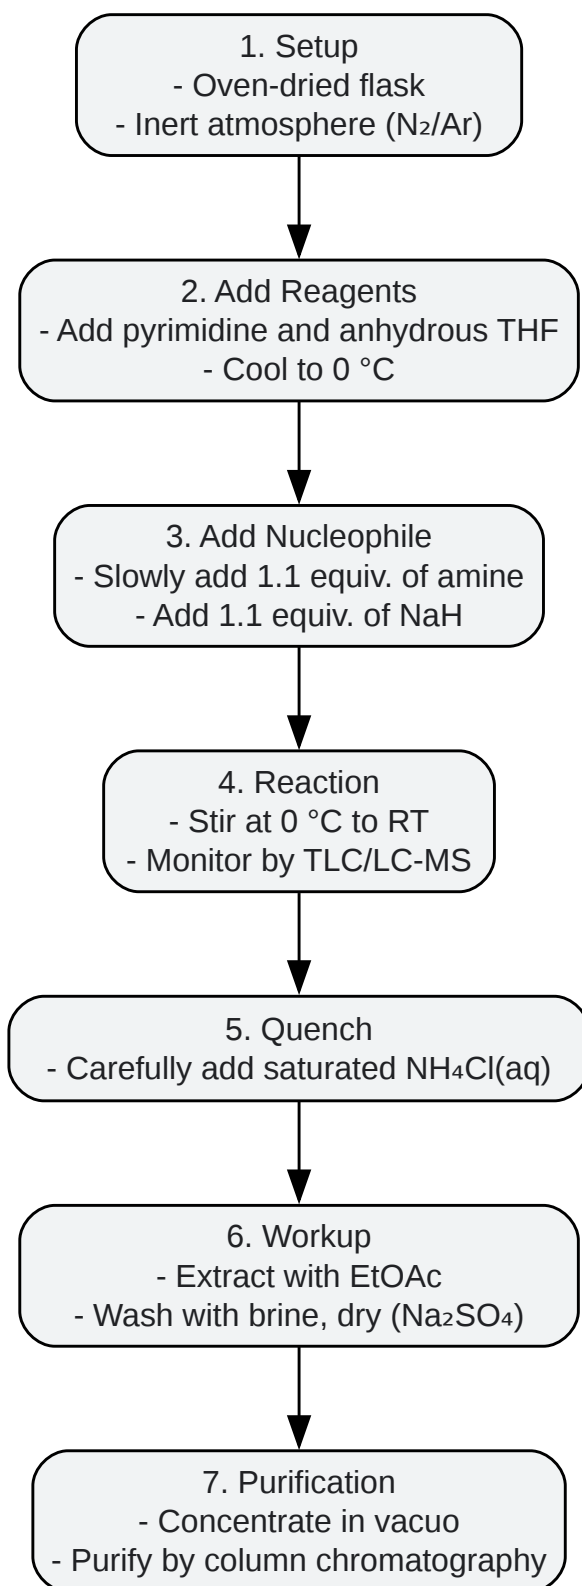 1. Setup
- Oven-dried flask
- Inert atmosphere (N₂/Ar)
2. Add Reagents
- Add pyrimidine and anhydrous THF
- Cool to 0 °C
3. Add Nucleophile
- Slowly add 1.1 equiv. of amine
- Add 1.1 equiv. of NaH
4. Reaction
- Stir at 0 °C to RT
- Monitor by TLC/LC-MS
5. Quench
- Carefully add saturated NH₄Cl(aq)
6. Workup
- Extract with EtOAc
- Wash with brine, dry (Na₂SO₄)
7. Purification
- Concentrate in vacuo
- Purify by column chromatography